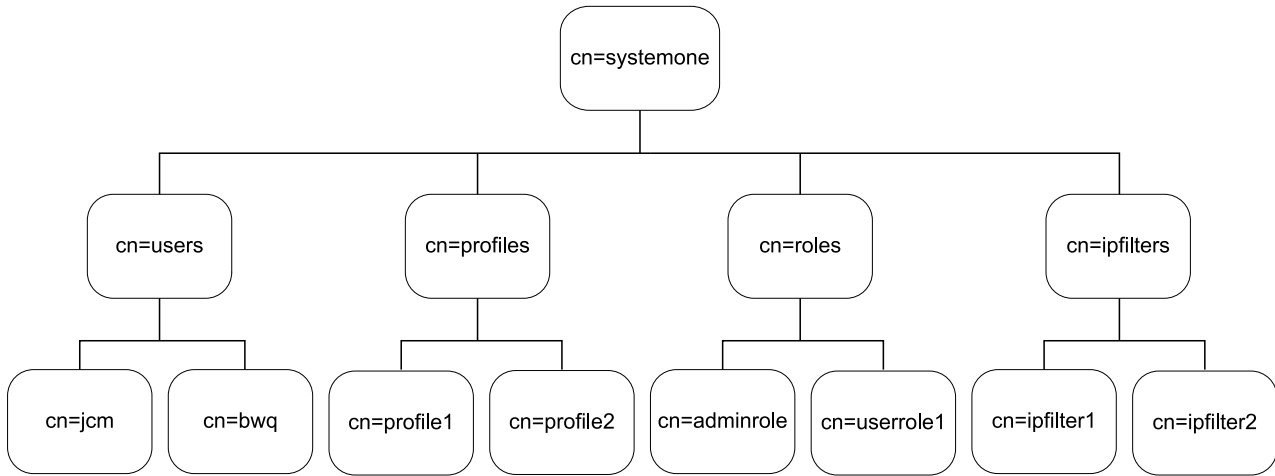 cn=systemone
cn=users
cn=profiles
cn=roles
cn=ipfilters
cn=jcm
cn=bwq
cn=profile1
cn=profile2
cn=adminrole
cn=userrole1
cn=ipfilter1
cn=ipfilter2